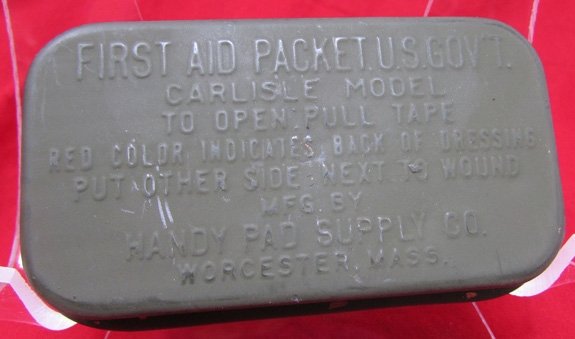 FIRST AID PACKET.U.S.GOV'T.
CARLISLE MODEL
TO OPEN PULL TAPE
RED COLOR INDICATES BACK OF DRESSING
PUT OTHER SIDE NEXT TO WOUND
MFG. BY
HANDY PAD SUPPLY CO.
WORCESTER, MASS.